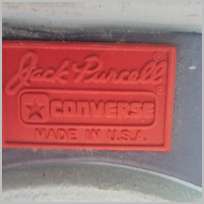 Jack Purcell
CONVERSE
MADE IN U.S.A.